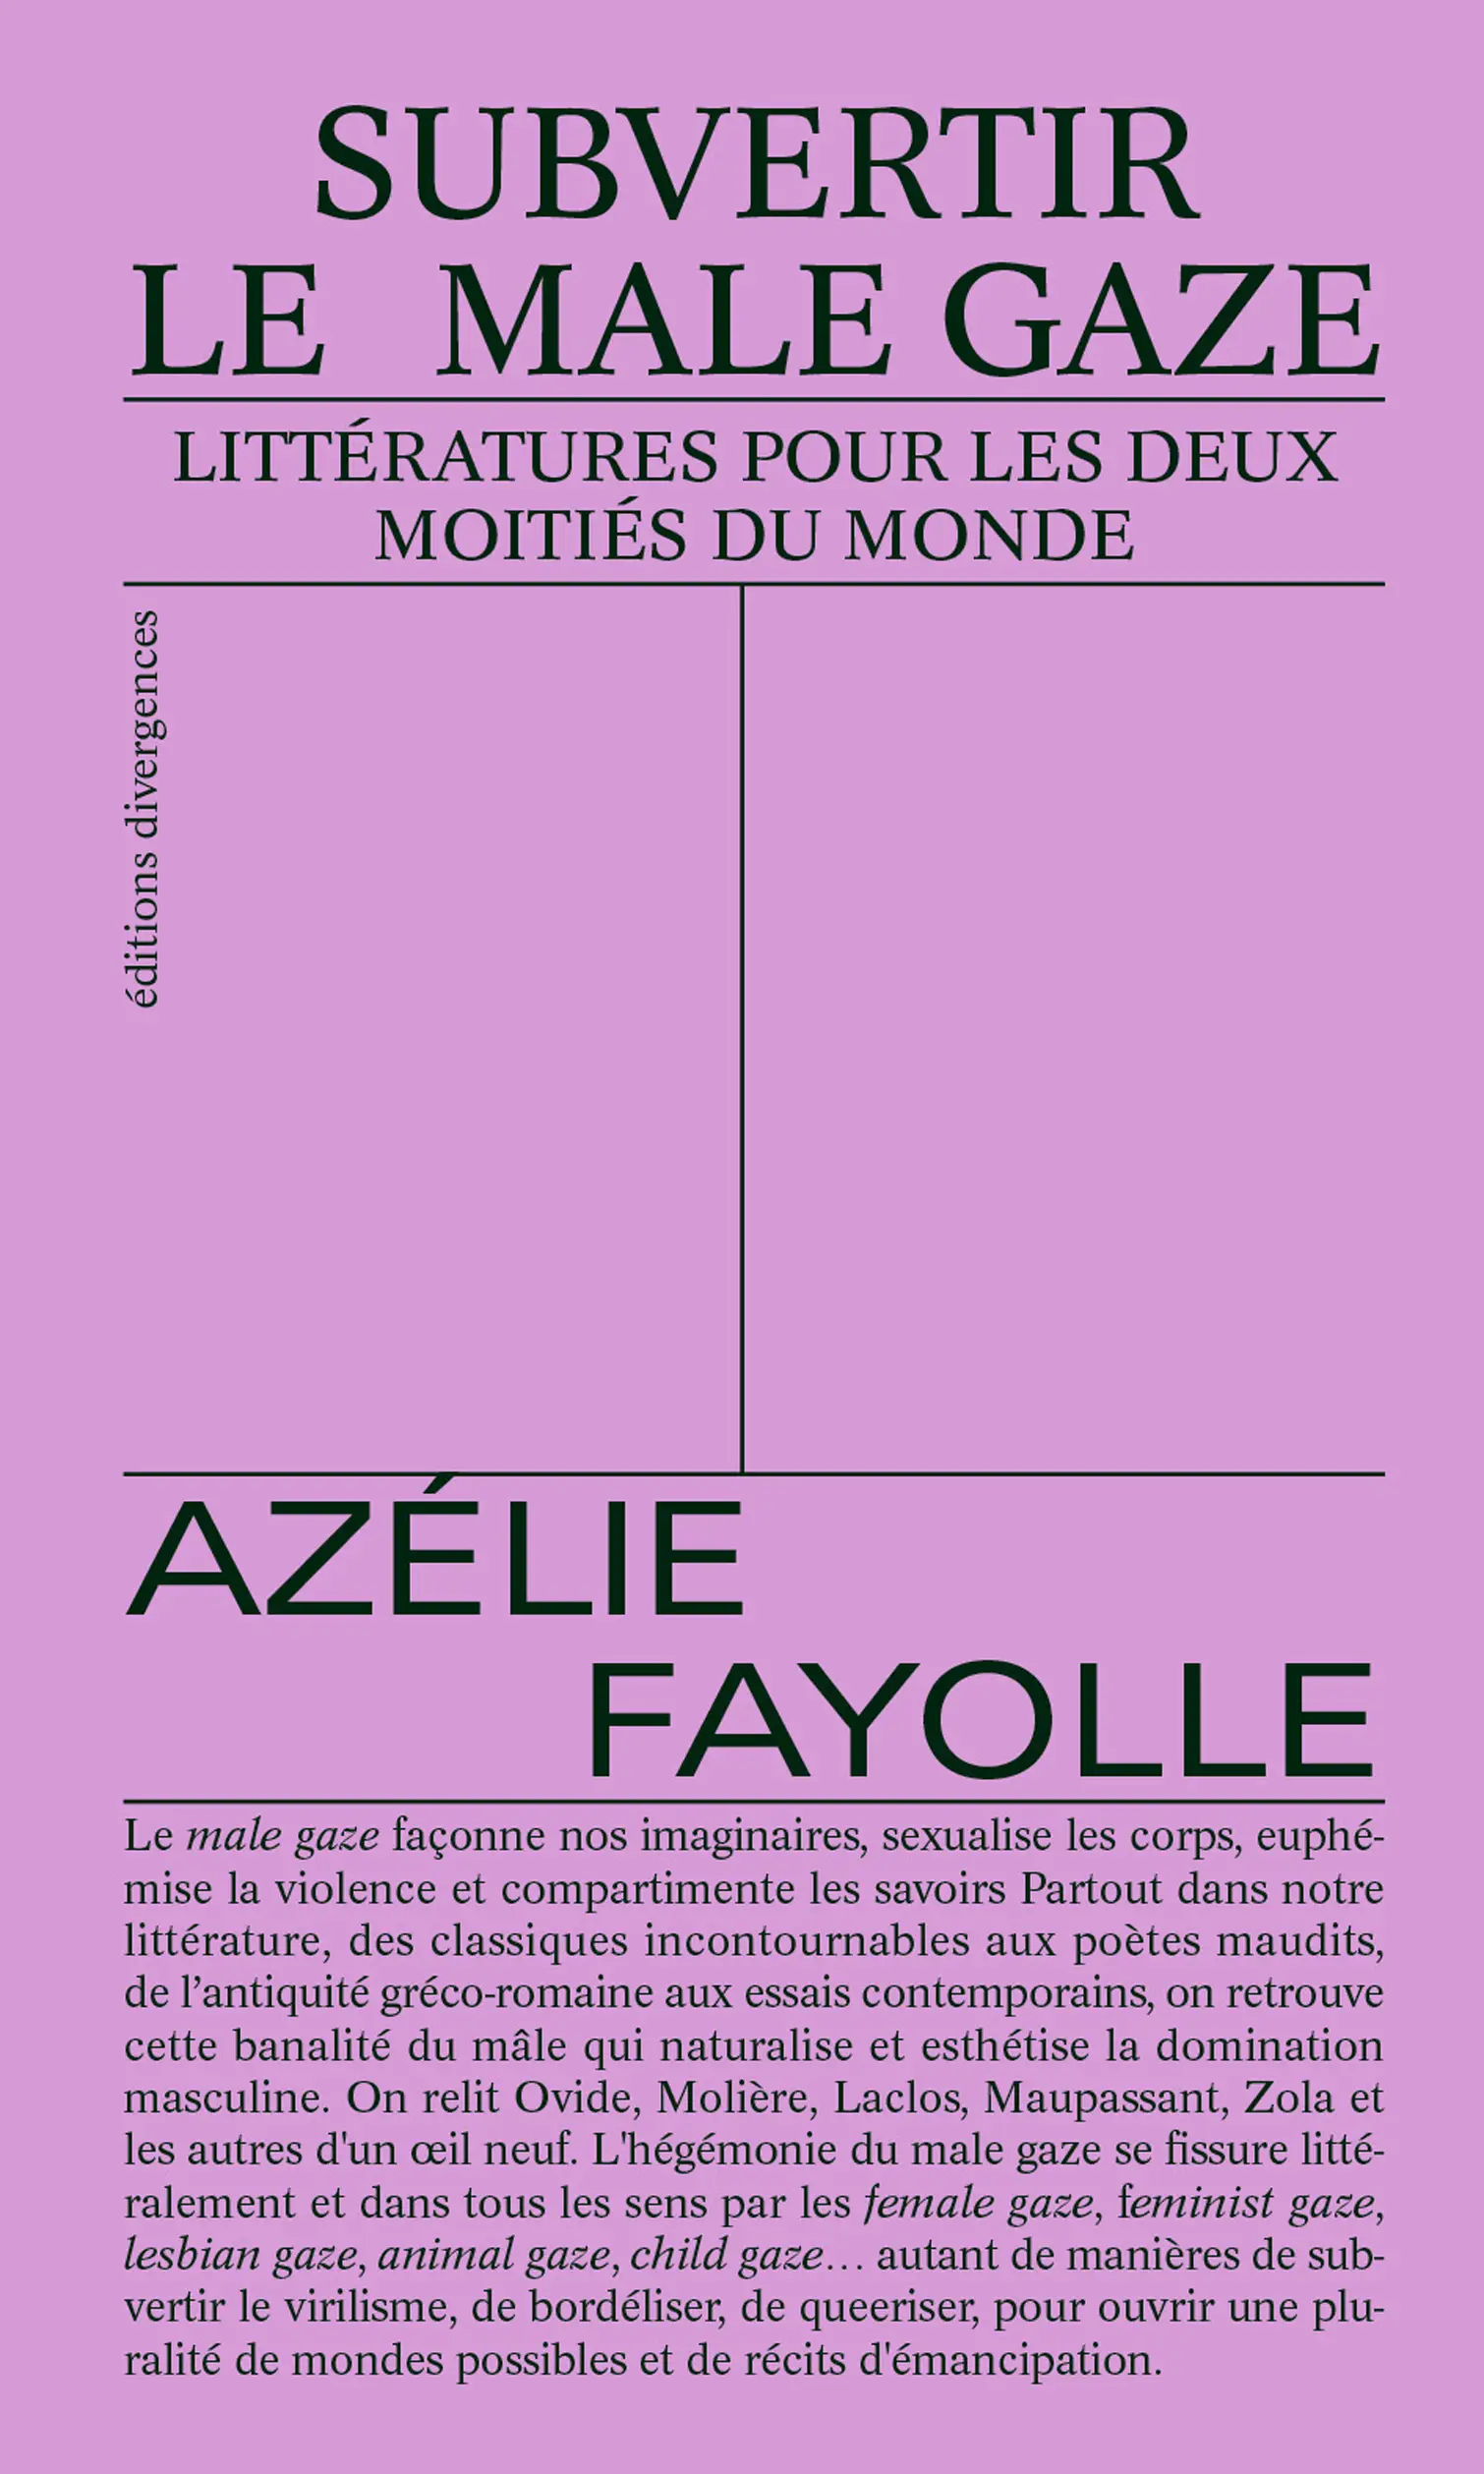 SUBVERTIR
LE MALE GAZE
LITTÉRATURES POUR LES DEUX
MOITIÉS DU MONDE
éditions divergences
AZÉLIE
FAYOLLE
Le male gaze façonne nos imaginaires, sexualise les corps, euphé-
mise la violence et compartimente les savoirs Partout dans notre
littérature, des classiques incontournables aux poètes maudits,
de l’antiquité gréco-romaine aux essais contemporains, on retrouve
cette banalité du mâle qui naturalise et esthétise la domination
masculine. On relit Ovide, Molière, Laclos, Maupassant, Zola et
les autres d'un œil neuf. L'hégémonie du male gaze se fissure litté-
ralement et dans tous les sens par les female gaze, feminist gaze,
lesbian gaze, animal gaze, child gaze… autant de manières de sub-
vertir le virilisme, de bordéliser, de queeriser, pour ouvrir une plu-
ralité de mondes possibles et de récits d'émancipation.